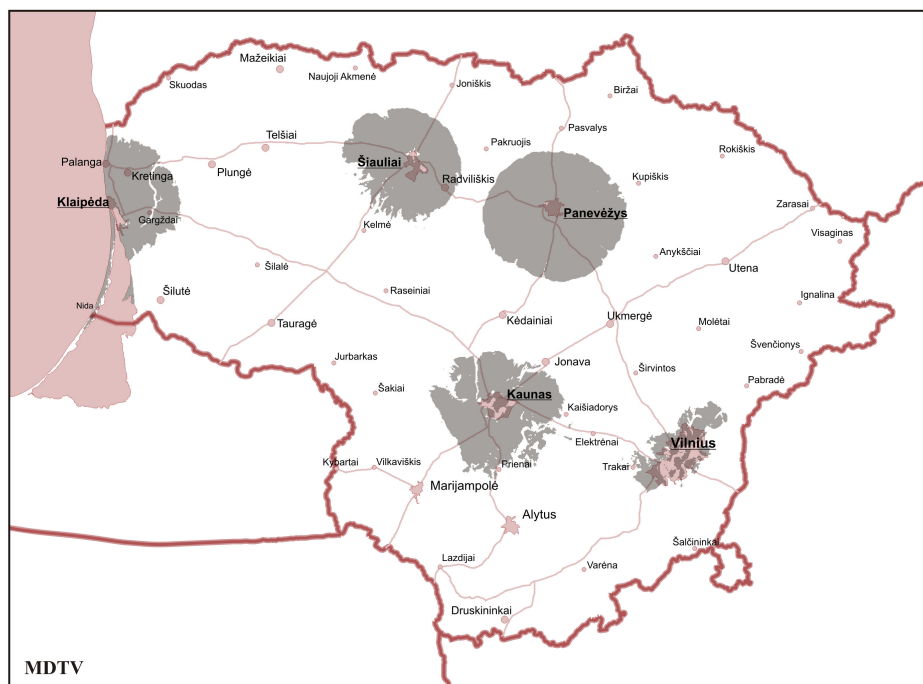 Mažeikiai
Naujoji Akmenė
Skuodas
Joniškis
Biržai
Pasvalys
Telšiai
Pakruojis
Rokiškis
Palanga
Kretinga
Plungė
Šiauliai
Radviliškis
Kupiškis
Klaipėda
Gargždai
Panevėžys
Zarasai
Kelmė
Visaginas
Anykščiai
Šilalė
Utena
Raseiniai
Šilutė
Nida
Ignalina
Tauragė
Kėdainiai
Ukmergė
Molėtai
Švenčionys
Jurbarkas
Jonava
Širvintos
Šakiai
Pabradė
Kaunas
Kaišiadorys
Elektrėnai
Vilnius
Kybartai
Vilkaviškis
Prienai
Trakai
Marijampolė
Alytus
Šalčininkai
Lazdijai
Varėna
Druskininkai
MDTV